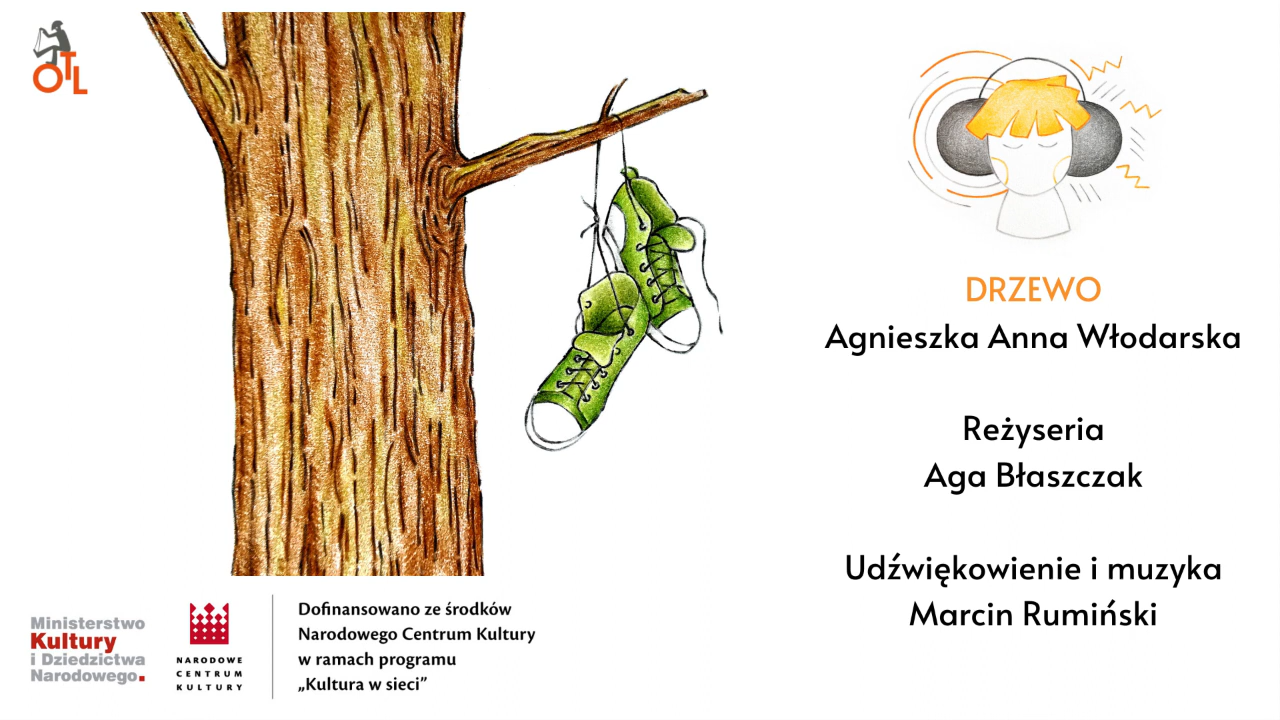 OTL
DRZEWO
Agnieszka Anna Włodarska
Reżyseria
Aga Błaszczak
Udźwiękowienie i muzyka
Marcin Rumiński
Ministerstwo
Kultury
i Dziedzictwa
Narodowego.
NARODOWE
CENTRUM
KULTURY
Dofinansowano ze środków
Narodowego Centrum Kultury
w ramach programu
„Kultura w sieci”